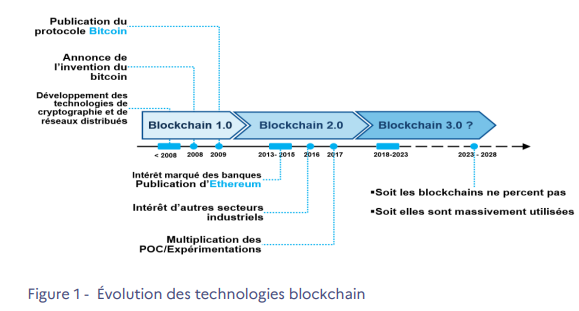 Publication du
protocole Bitcoin
Annonce de
l'invention du
bitcoin
Développement des
technologies de
cryptographie et de
réseaux distribués
Blockchain 1.0
Blockchain 2.0
Blockchain 3.0 ?
< 2008
2008
2009
2013- 2015
2016
2017
2018-2023
2023 - 2028
Intérêt marqué des banques
Publication d'Ethereum
Intérêt d'autres secteurs
industriels
Multiplication des
POC/Expérimentations
▪Soit les blockchains ne percent pas
▪Soit elles sont massivement utilisées
Figure 1 - Évolution des technologies blockchain